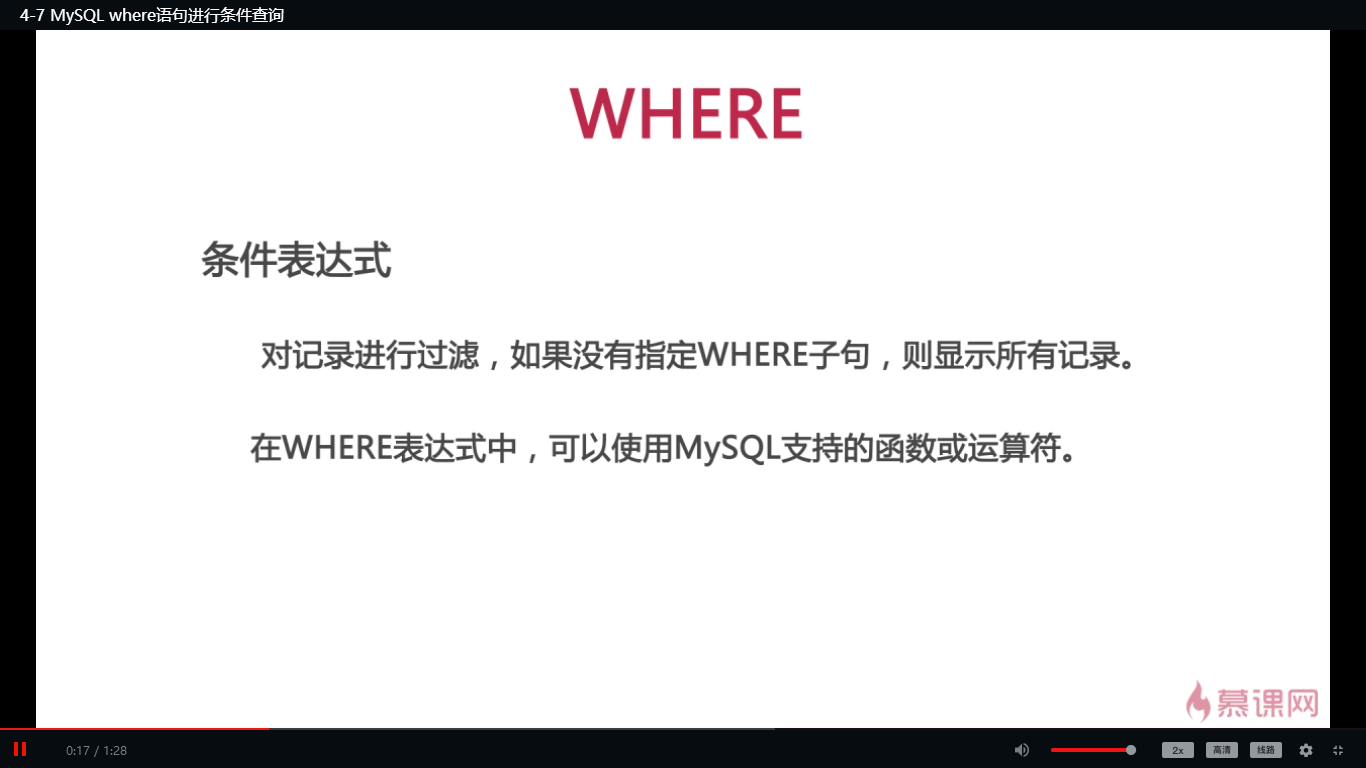 4-7 MySQL where语句进行条件查询
WHERE
条件表达式
对记录进行过滤，如果没有指定WHERE子句，则显示所有记录。
在WHERE表达式中，可以使用MySQL支持的函数或运算符。
慕课网
0:17 / 1:28
2x
高清
线路